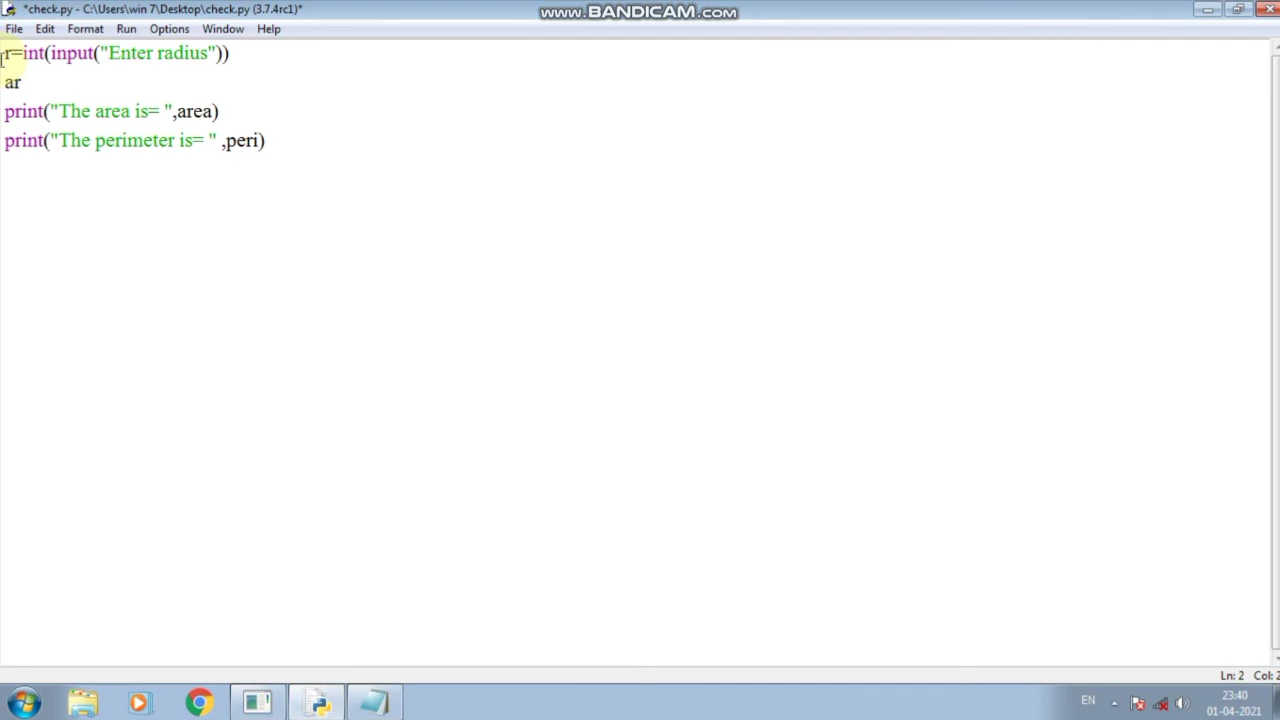 *check.py - C:\Users\win 7\Desktop\check.py (3.7.4rc1)*
www.BANDICAM.com
File Edit Format Run Options Window Help
r=int(input("Enter radius"))
ar
print("The area is= ",area)
print("The perimeter is= " ,peri)
Ln: 2 Col: 2
EN
23:40
01-04-2021